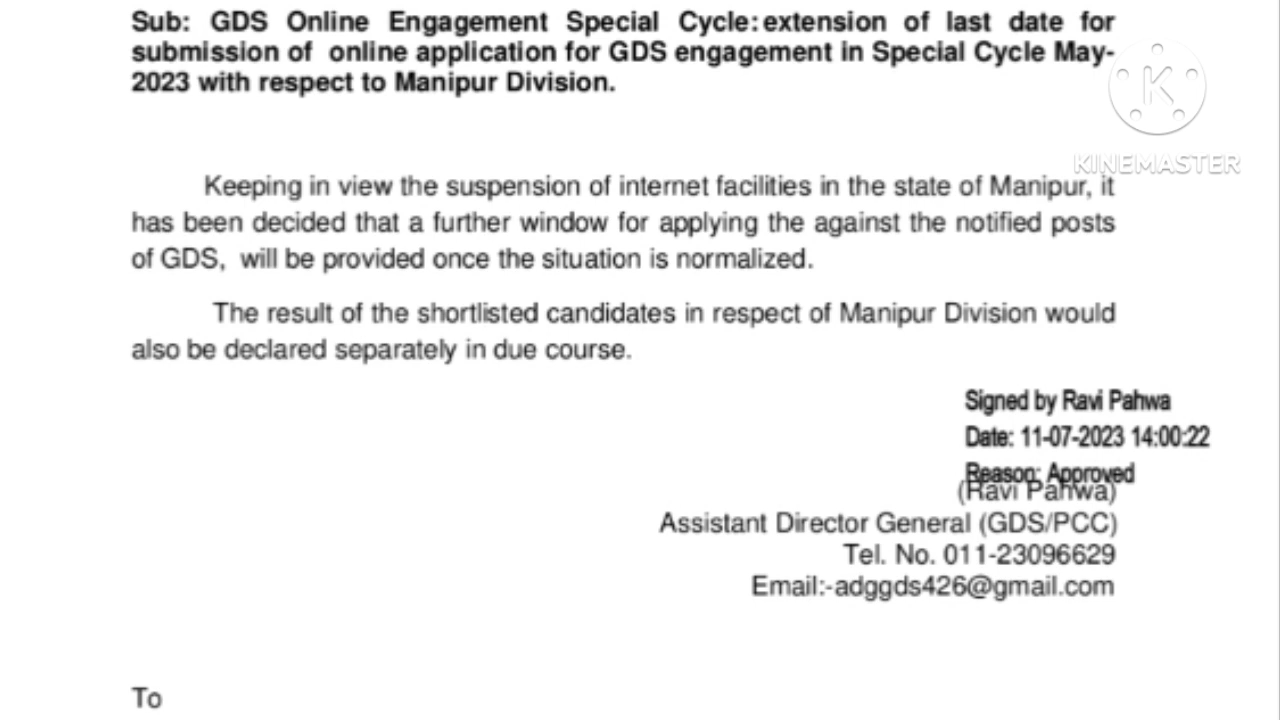 Sub: GDS Online Engagement Special Cycle:extension of last date for
submission of online application for GDS engagement in Special Cycle May-
2023 with respect to Manipur Division.
K
KINEMASTER
Keeping in view the suspension of internet facilities in the state of Manipur, it
has been decided that a further window for applying the against the notified posts
of GDS, will be provided once the situation is normalized.
The result of the shortlisted candidates in respect of Manipur Division would
also be declared separately in due course.
Signed by Ravi Pahwa
Date: 11-07-2023 14:00:22
Reason: Approved
(Ravi Pahwa)
Assistant Director General (GDS/PCC)
Tel. No. 011-23096629
Email:-adggds426@gmail.com
To